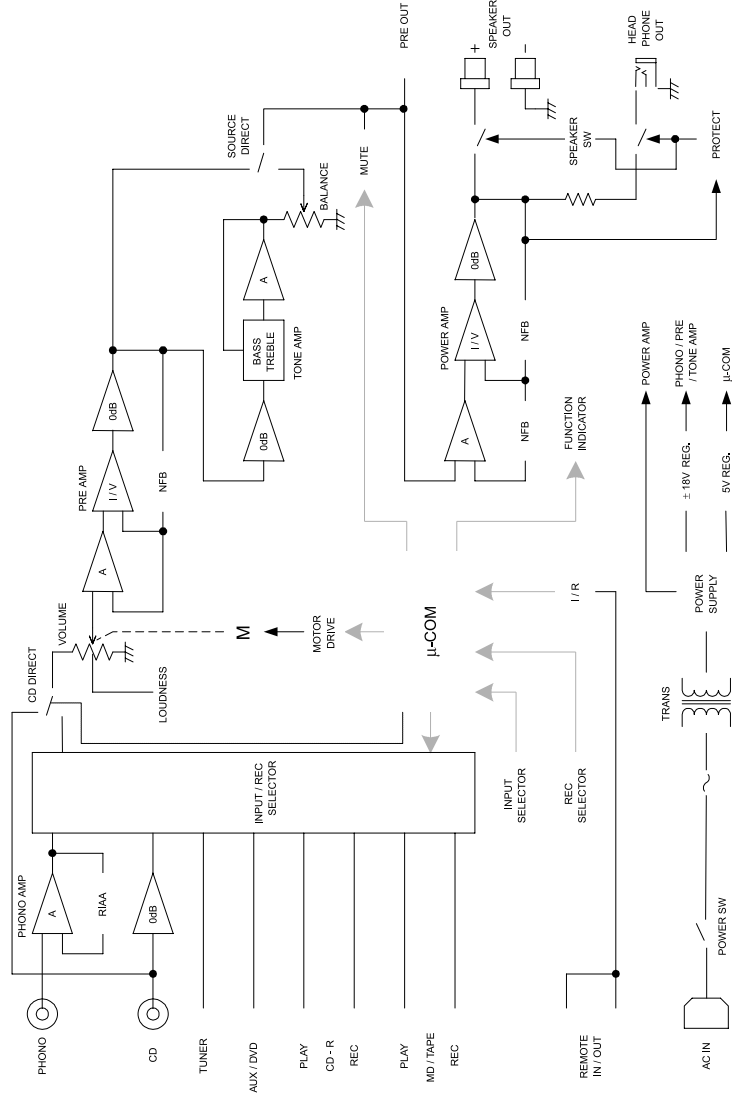 PHONO
CD
TUNER
AUX / DVD
PLAY
CD - R
REC
PLAY
MD / TAPE
REC
REMOTE
IN / OUT
AC IN
PHONO AMP
A
RIAA
0dB
POWER SW
INPUT / REC
SELECTOR
INPUT
SELECTOR
REC
SELECTOR
TRANS
CD DIRECT
VOLUME
LOUDNESS
M
MOTOR
DRIVE
µ-COM
I / R
POWER
SUPPLY
PRE AMP
A
I / V
0dB
NFB
0dB
BASS
TREBLE
TONE AMP
A
BALANCE
SOURCE
DIRECT
MUTE
FUNCTION
INDICATOR
PRE OUT
POWER AMP
A
I / V
0dB
NFB
NFB
SPEAKER
SW
+
SPEAKER
OUT
−
HEAD
PHONE
OUT
PROTECT
POWER AMP
± 18V REG.
PHONO / PRE
/ TONE AMP
5V REG.
µ-COM